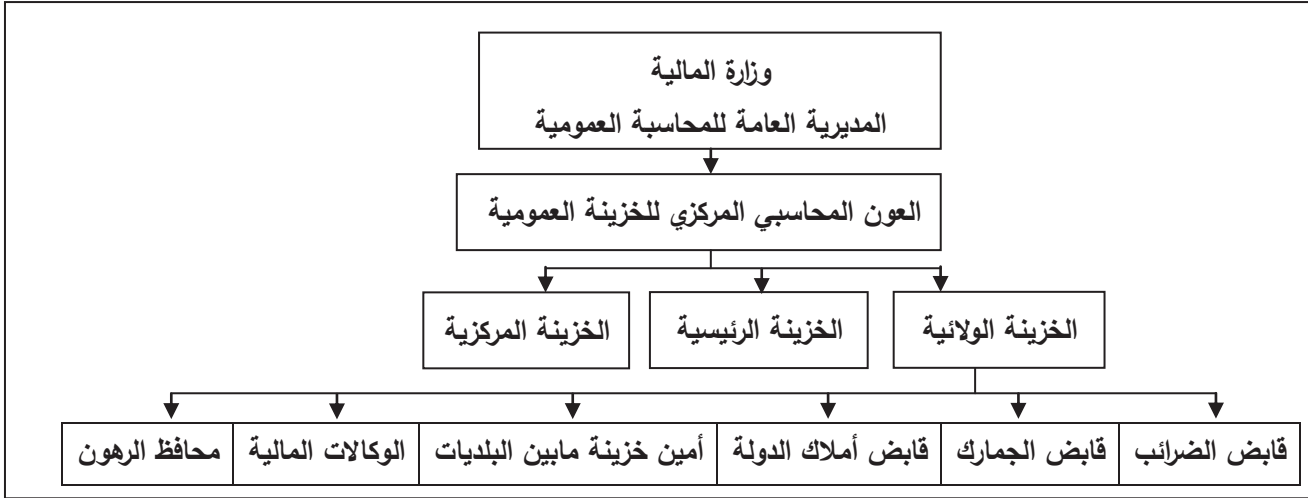 وزارة المالية
المديرية العامة للمحاسبة العمومية
العون المحاسبي المركزي للخزينة العمومية
الخزينة الولائية
الخزينة الرئيسية
الخزينة المركزية
قابض الضرائب
قابض الجمارك
قابض أملاك الدولة
أمين خزينة مابين البلديات
الوكالات المالية
محافظ الرهون